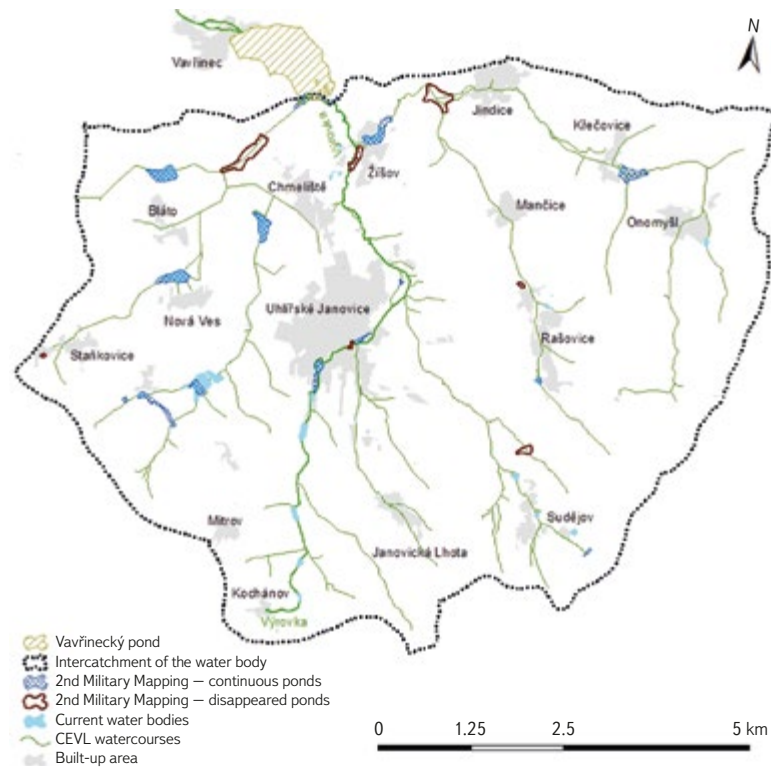 N
Vavřinec
Jindice
Výrovka
Klečovice
Žíšov
Chmeliště
Bláto
Mančice
Onomyšl
Uhlířské Janovice
Nová Ves
Rašovice
Staňkovice
Sudějov
Mitrov
Janovická Lhota
Kochánov
Výrovka
Vavřinecký pond
Intercatchment of the water body
2nd Military Mapping – continuous ponds
2nd Military Mapping – disappeared ponds
Current water bodies
CEVL watercourses
Built-up area
0 1.25 2.5 5 km